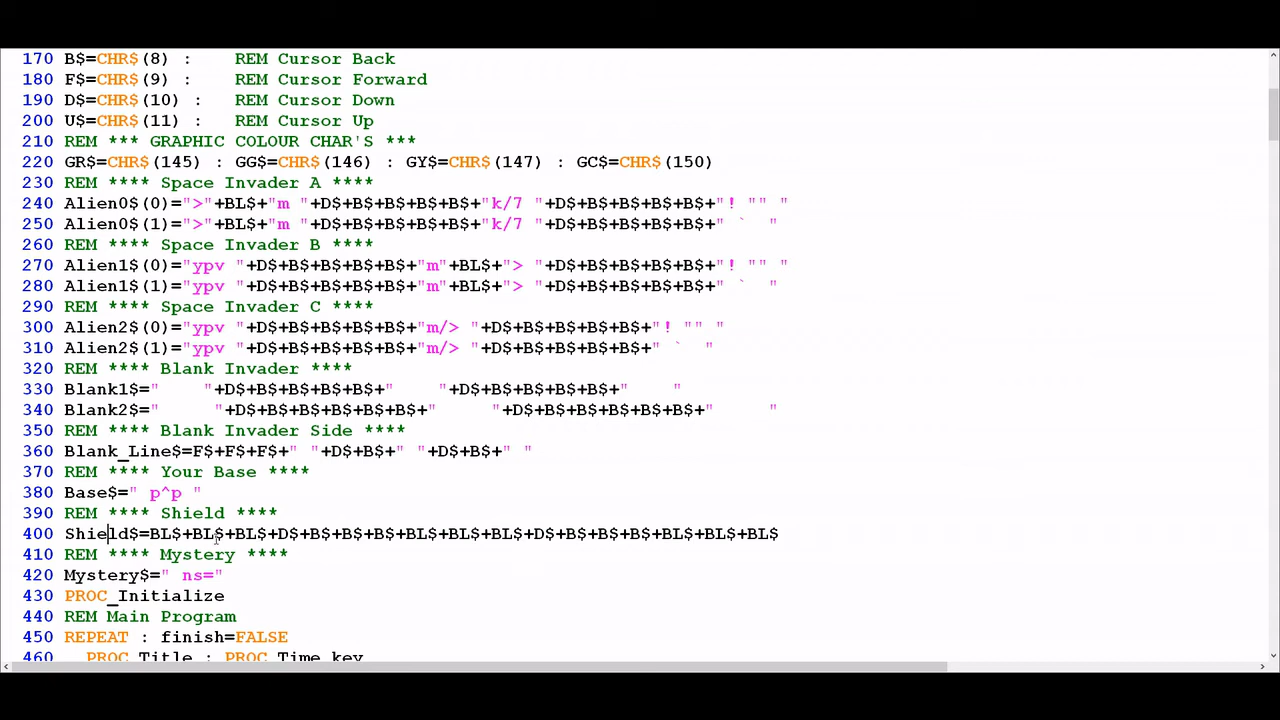 170 B$=CHR$(8) :    REM Cursor Back
180 F$=CHR$(9) :    REM Cursor Forward
190 D$=CHR$(10) :   REM Cursor Down
200 U$=CHR$(11) :   REM Cursor Up
210 REM *** GRAPHIC COLOUR CHAR'S ***
220 GR$=CHR$(145) : GG$=CHR$(146) : GY$=CHR$(147) : GC$=CHR$(150)
230 REM **** Space Invader A ****
240 Alien0$(0)=">"+BL$+"m "+D$+B$+B$+B$+B$+"k/7 "+D$+B$+B$+B$+B$+"! "" "
250 Alien0$(1)=">"+BL$+"m "+D$+B$+B$+B$+B$+"k/7 "+D$+B$+B$+B$+B$+" `  "
260 REM **** Space Invader B ****
270 Alien1$(0)="ypv "+D$+B$+B$+B$+B$+"m"+BL$+"> "+D$+B$+B$+B$+B$+"! "" "
280 Alien1$(1)="ypv "+D$+B$+B$+B$+B$+"m"+BL$+"> "+D$+B$+B$+B$+B$+" `  "
290 REM **** Space Invader C ****
300 Alien2$(0)="ypv "+D$+B$+B$+B$+B$+"m/> "+D$+B$+B$+B$+B$+"! "" "
310 Alien2$(1)="ypv "+D$+B$+B$+B$+B$+"m/> "+D$+B$+B$+B$+B$+" `  "
320 REM **** Blank Invader ****
330 Blank1$="    "+D$+B$+B$+B$+B$+"    "+D$+B$+B$+B$+B$+"    "
340 Blank2$="     "+D$+B$+B$+B$+B$+B$+"     "+D$+B$+B$+B$+B$+B$+"     "
350 REM **** Blank Invader Side ****
360 Blank_Line$=F$+F$+F$+" "+D$+B$+" "+D$+B$+" "
370 REM **** Your Base ****
380 Base$=" p^p "
390 REM **** Shield ****
400 Shield$=BL$+BL$+BL$+D$+B$+B$+B$+BL$+BL$+BL$+D$+B$+B$+B$+BL$+BL$+BL$
410 REM **** Mystery ****
420 Mystery$=" ns="
430 PROC_Initialize
440 REM Main Program
450 REPEAT : finish=FALSE
460   PROC_Title : PROC_Time_key